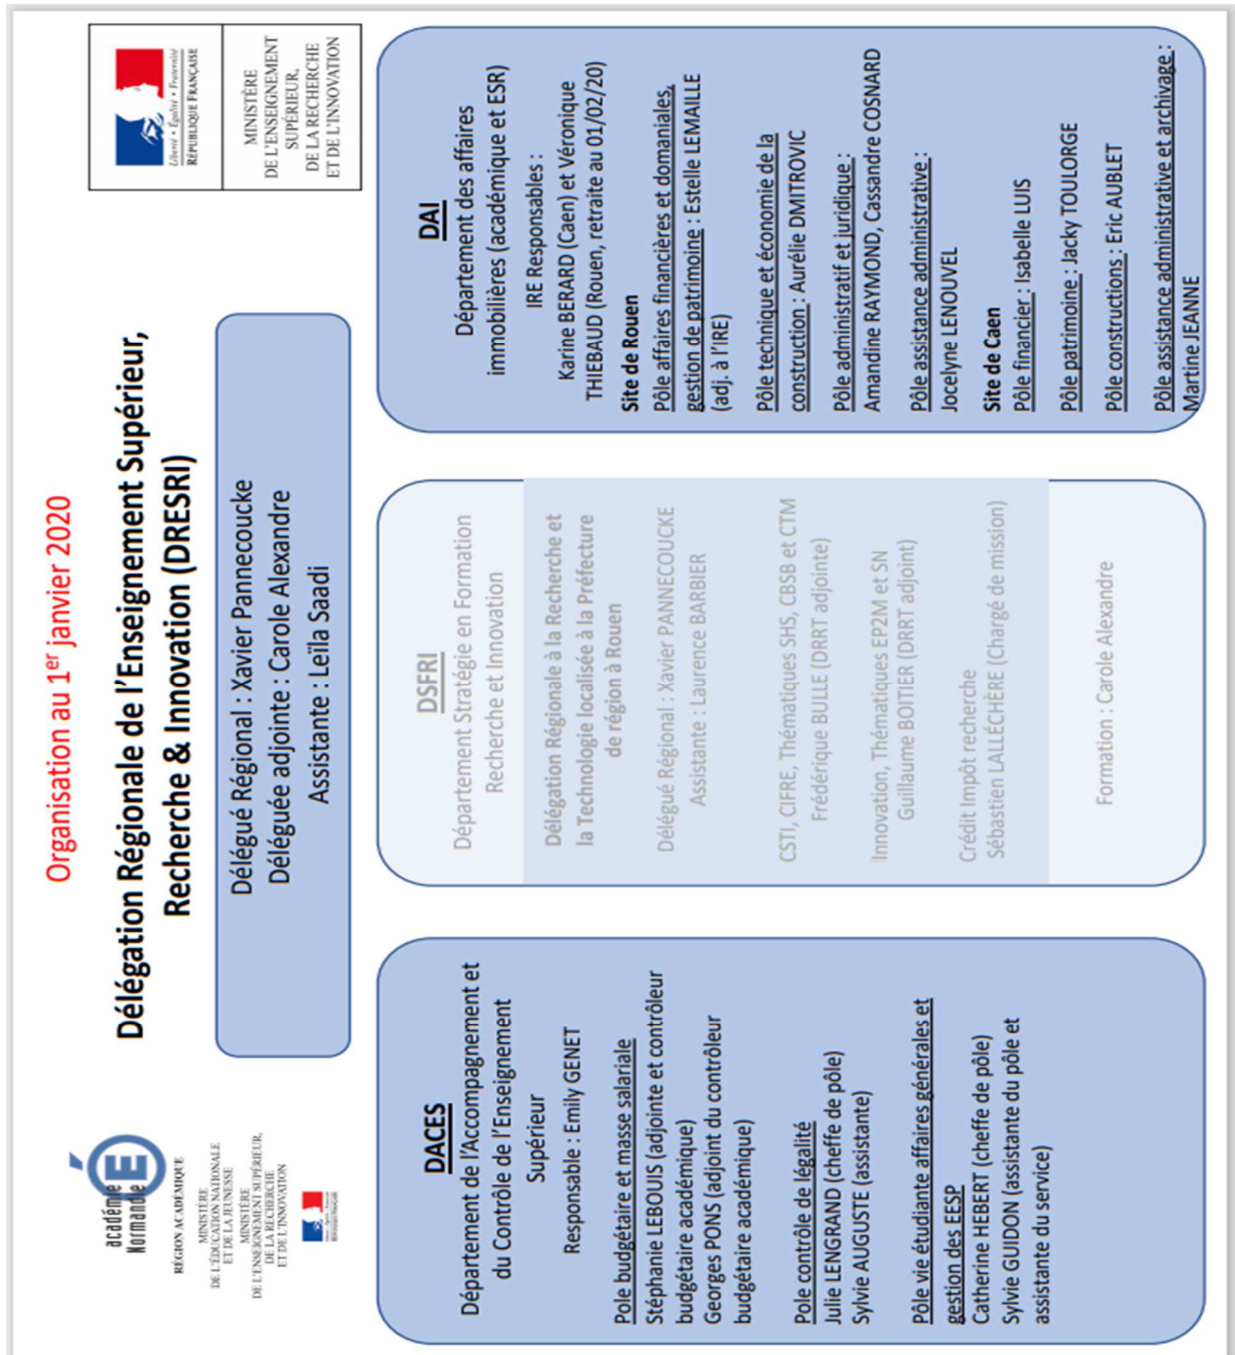 Organisation au 1er janvier 2020
académie
Normandie
RÉGION ACADÉMIQUE
MINISTÈRE
DE L'ÉDUCATION NATIONALE
ET DE LA JEUNESSE
MINISTÈRE
DE L'ENSEIGNEMENT SUPÉRIEUR,
DE LA RECHERCHE
ET DE L'INNOVATION
Délégation Régionale de l'Enseignement Supérieur,
Recherche & Innovation (DRESRI)
Liberté • Égalité • Fraternité
RÉPUBLIQUE FRANÇAISE
MINISTÈRE
DE L'ENSEIGNEMENT
SUPÉRIEUR,
DE LA RECHERCHE
ET DE L'INNOVATION
Délégué Régional : Xavier Pannecoucke
Déléguée adjointe : Carole Alexandre
Assistante : Leïla Saadi
DACES
Département de l'Accompagnement et
du Contrôle de l'Enseignement
Supérieur
Responsable : Emily GENET
Pole budgétaire et masse salariale
Stéphanie LEBOUIS (adjointe et contrôleur
budgétaire académique)
Georges PONS (adjoint du contrôleur
budgétaire académique)
Pole contrôle de légalité
Julie LENGRAND (cheffe de pôle)
Sylvie AUGUSTE (assistante)
Pôle vie étudiante affaires générales et
gestion des EESP
Catherine HEBERT (cheffe de pôle)
Sylvie GUIDON (assistante du pôle et
assistante du service)
DSFRI
Département Stratégie en Formation
Recherche et Innovation
Délégation Régionale à la Recherche et
la Technologie localisée à la Préfecture
de région à Rouen
Délégué Régional : Xavier PANNECOUCKE
Assistante : Laurence BARBIER
CSTI, CIFRE, Thématiques SHS, CBSB et CTM
Frédérique BULLE (DRRT adjointe)
Innovation, Thématiques EP2M et SN
Guillaume BOITIER (DRRT adjoint)
Crédit Impôt recherche
Sébastien LALLÉCHÈRE (Chargé de mission)
Formation : Carole Alexandre
DAI
Département des affaires
immobilières (académique et ESR)
IRE Responsables :
Karine BERARD (Caen) et Véronique
THIEBAUD (Rouen, retraite au 01/02/20)
Site de Rouen
Pôle affaires financières et domaniales,
gestion de patrimoine : Estelle LEMAILLE
(adj. à l'IRE)
Pôle technique et économie de la
construction : Aurélie DMITROVIC
Pôle administratif et juridique :
Amandine RAYMOND, Cassandre COSNARD
Pôle assistance administrative :
Jocelyne LENOUVEL
Site de Caen
Pôle financier : Isabelle LUIS
Pôle patrimoine : Jacky TOULORGE
Pôle constructions : Eric AUBLET
Pôle assistance administrative et archivage :
Martine JEANNE